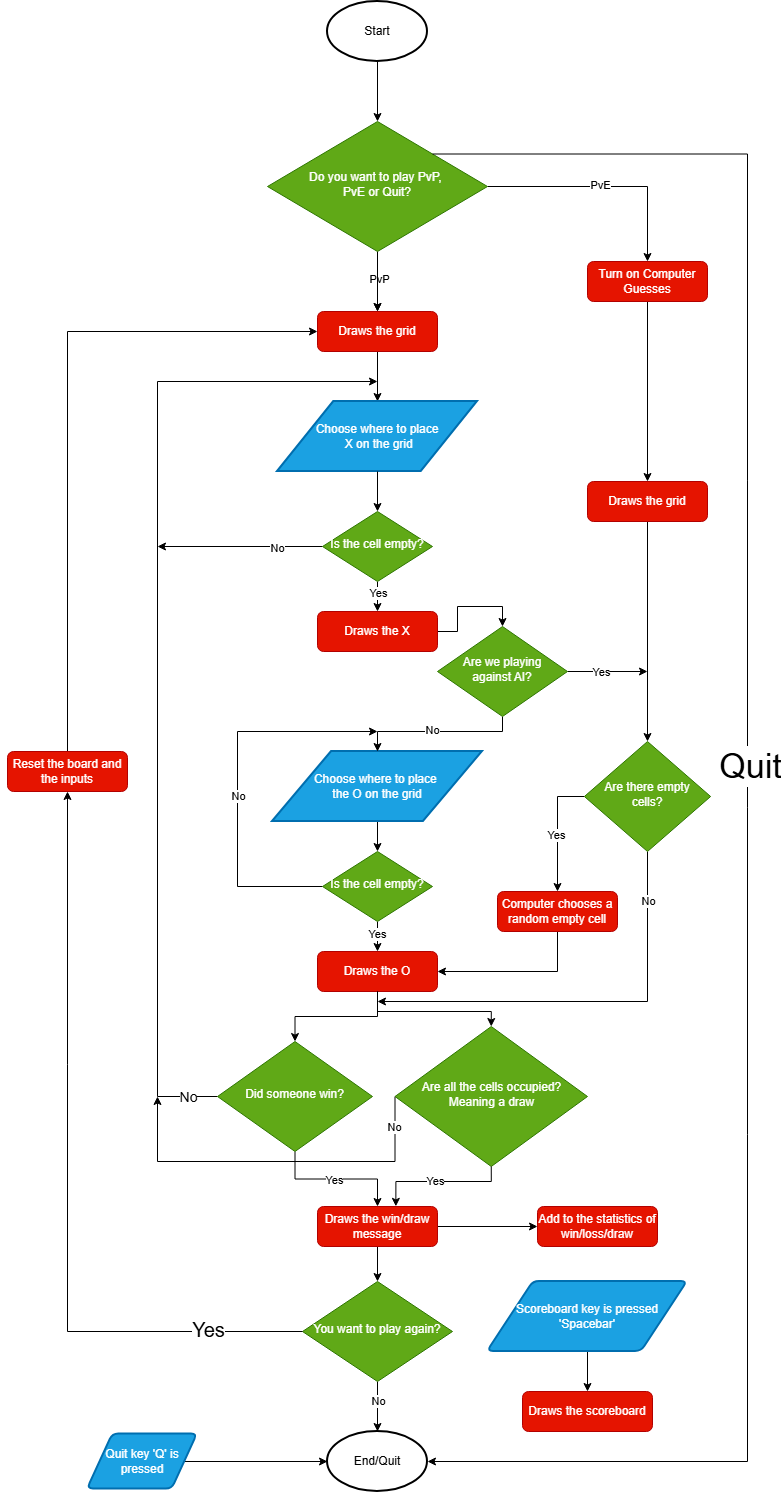 Start
Do you want to play PvP,
PvE or Quit?
PvE
PvP
Turn on Computer
Guesses
Draws the grid
Choose where to place
X on the grid
Draws the grid
Is the cell empty?
No
Yes
Draws the X
Are we playing
against AI?
Yes
No
Reset the board and
the inputs
Choose where to place
the O on the grid
No
Quit
Are there empty
cells?
Yes
Is the cell empty?
Computer chooses a
random empty cell
No
Yes
Draws the O
Did someone win?
No
Are all the cells occupied?
Meaning a draw
No
Yes
Yes
Draws the win/draw
message
Add to the statistics of
win/loss/draw
You want to play again?
Yes
Scoreboard key is pressed
'Spacebar'
No
Draws the scoreboard
Quit key 'Q' is
pressed
End/Quit